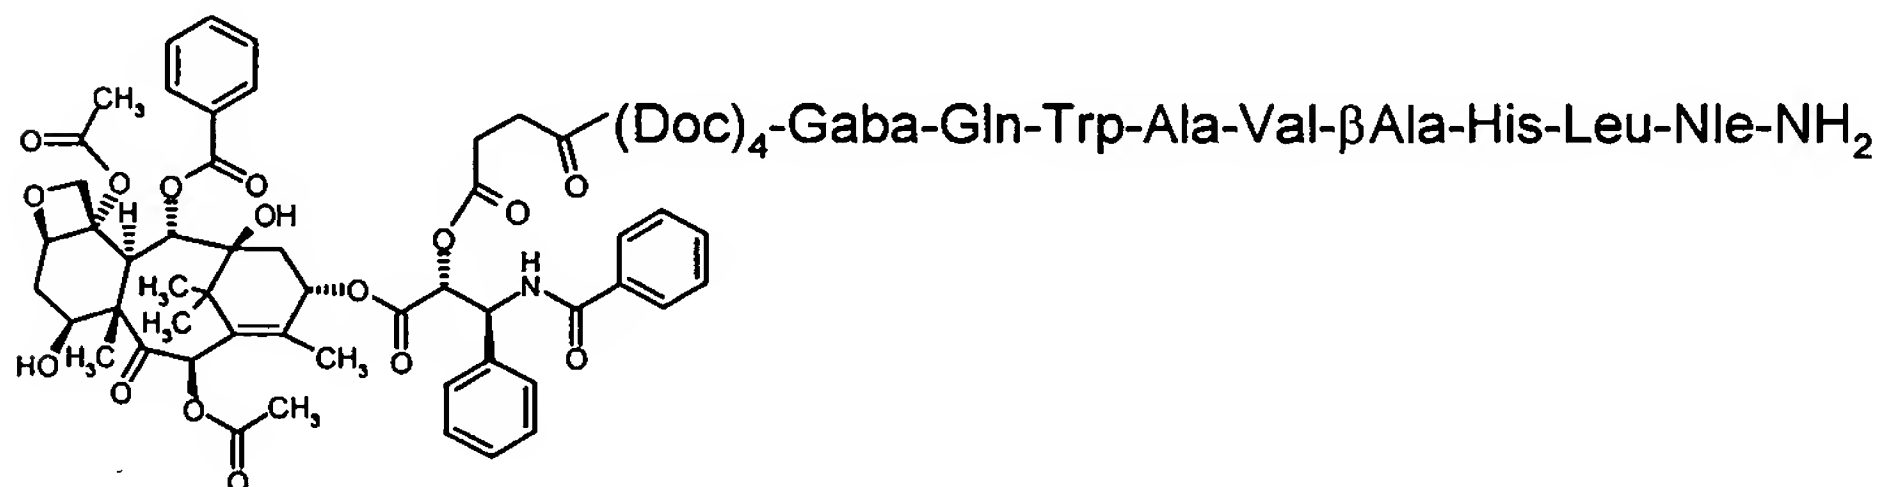 CH₃
O
O
O
O
H
O
OH
(Doc)₄-Gaba-Gln-Trp-Ala-Val-βAla-His-Leu-Nle-NH₂
O
O
O
H
N
O
H₃C
H₃C
O
O
O
HO
H₃C
O
CH₃
O
CH₃
O